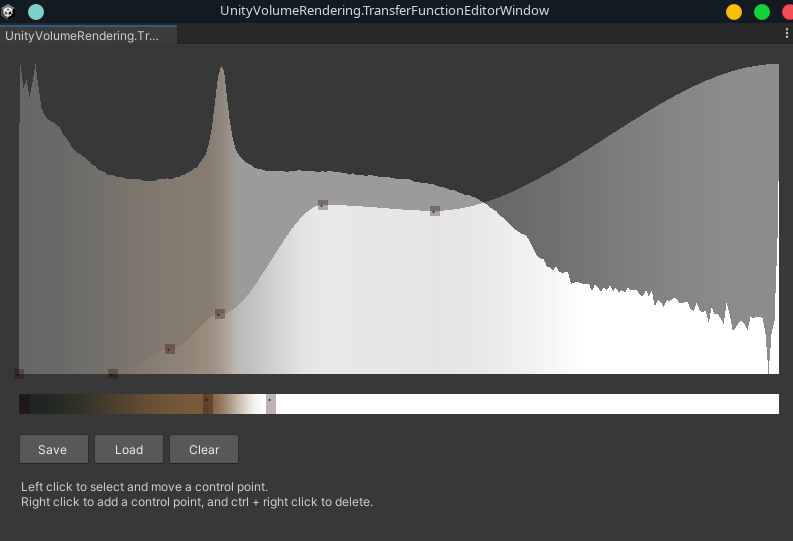 UnityVolumeRendering.TransferFunctionEditorWindow
UnityVolumeRendering.Tr...
Save Load Clear
Left click to select and move a control point.
Right click to add a control point, and ctrl + right click to delete.